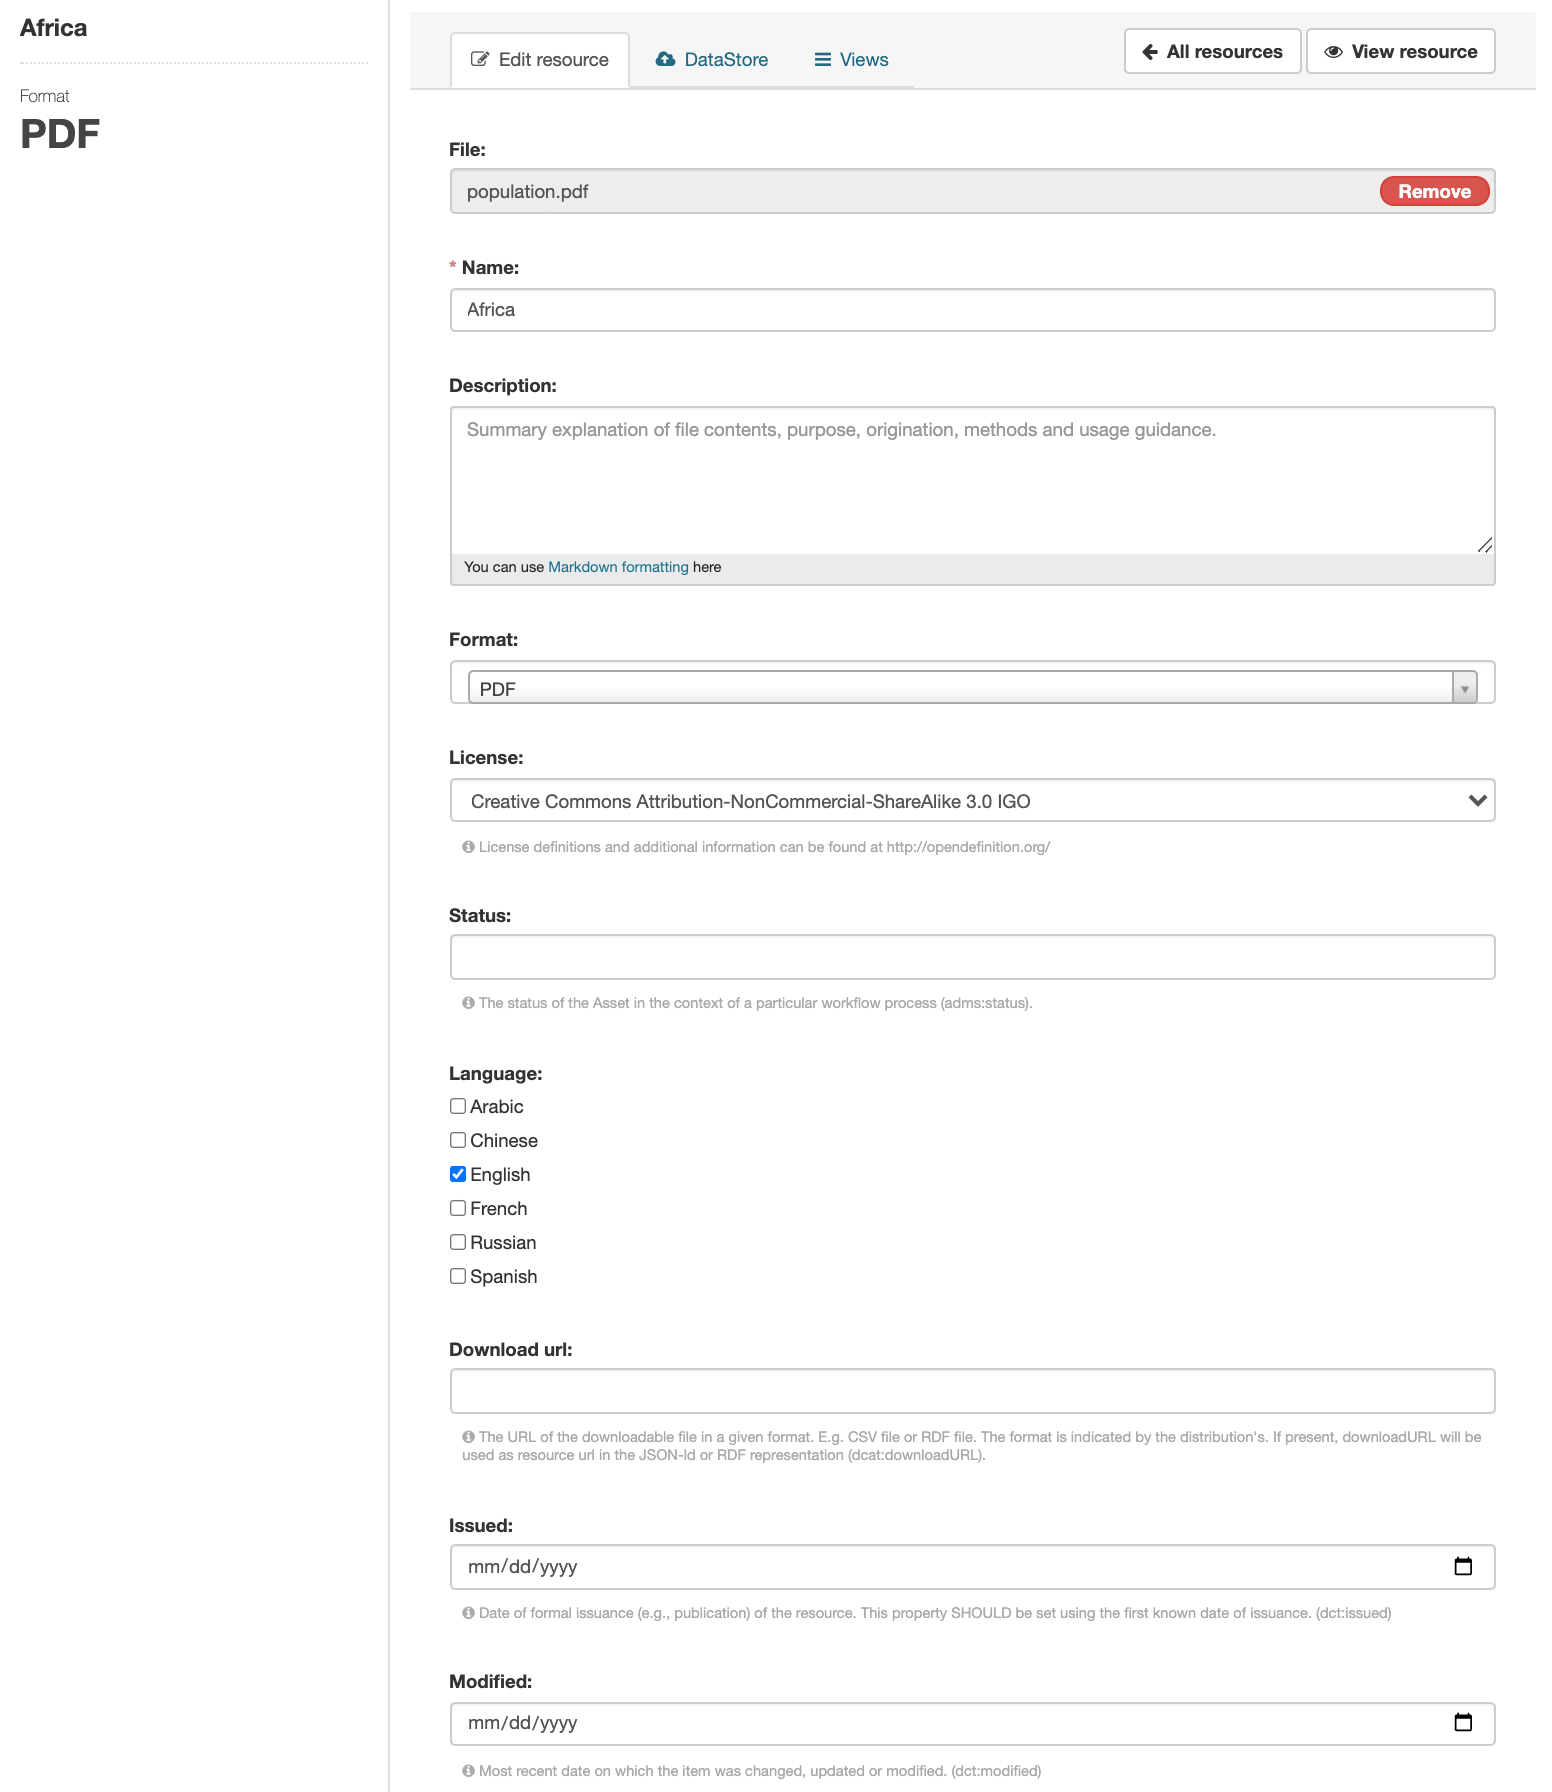 Africa
Format
PDF
Edit resource
DataStore
Views
All resources
View resource
File:
population.pdf
Remove
* Name:
Africa
Description:
Summary explanation of file contents, purpose, origination, methods and usage guidance.
You can use Markdown formatting here
Format:
PDF
License:
Creative Commons Attribution-NonCommercial-ShareAlike 3.0 IGO
License definitions and additional information can be found at http://opendefinition.org/
Status:
The status of the Asset in the context of a particular workflow process (adms:status).
Language:
Arabic
Chinese
English
French
Russian
Spanish
Download url:
The URL of the downloadable file in a given format. E.g. CSV file or RDF file. The format is indicated by the distribution's. If present, downloadURL will be
used as resource url in the JSON-ld or RDF representation (dcat:downloadURL).
Issued:
mm/dd/yyyy
Date of formal issuance (e.g., publication) of the resource. This property SHOULD be set using the first known date of issuance. (dct:issued)
Modified:
mm/dd/yyyy
Most recent date on which the item was changed, updated or modified. (dct:modified)